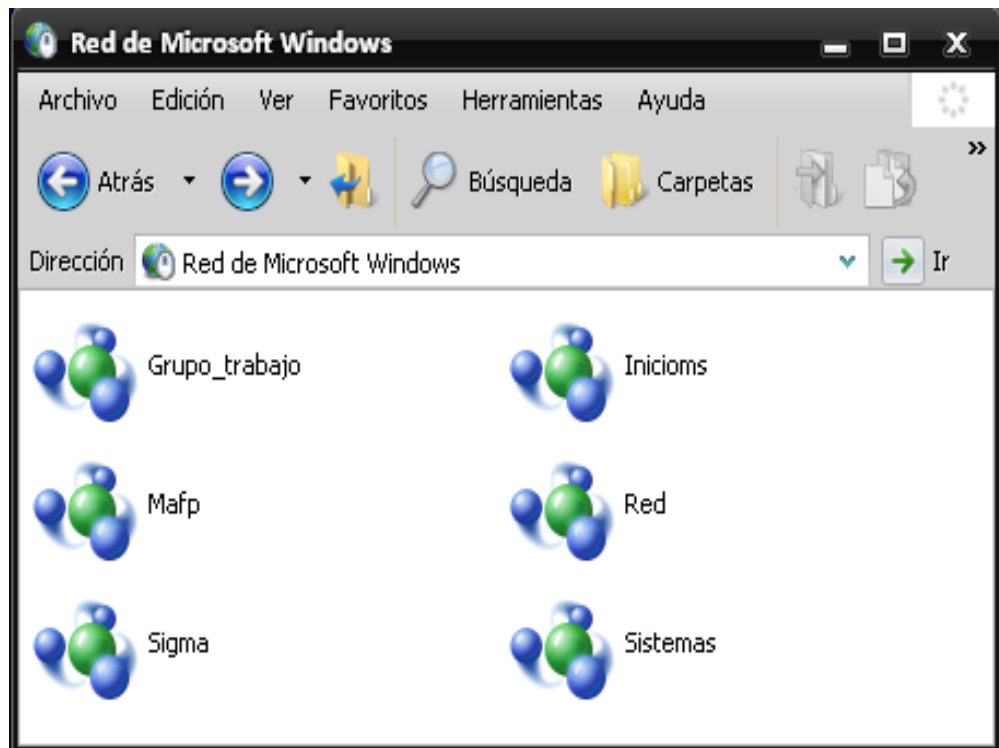 Red de Microsoft Windows
Archivo Edición Ver Favoritos Herramientas Ayuda
Atrás Búsqueda Carpetas »
Dirección Red de Microsoft Windows Ir
Grupo_trabajo Inicioms
Mafp Red
Sigma Sistemas